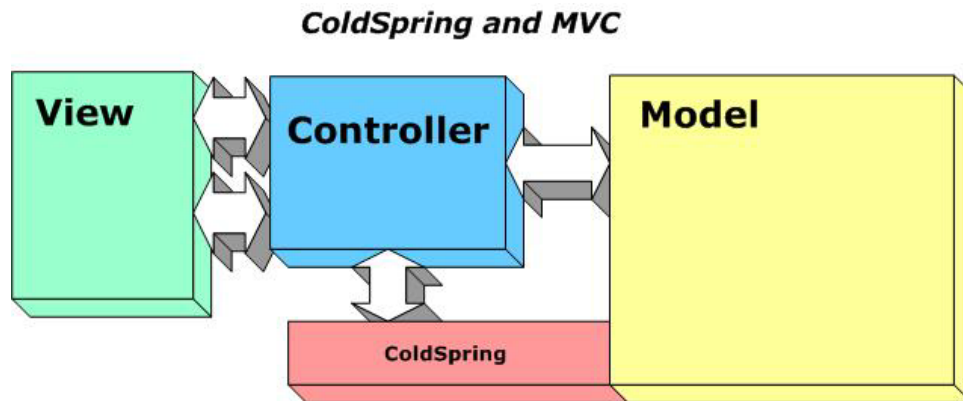 ColdSpring and MVC
View
Controller
Model
ColdSpring